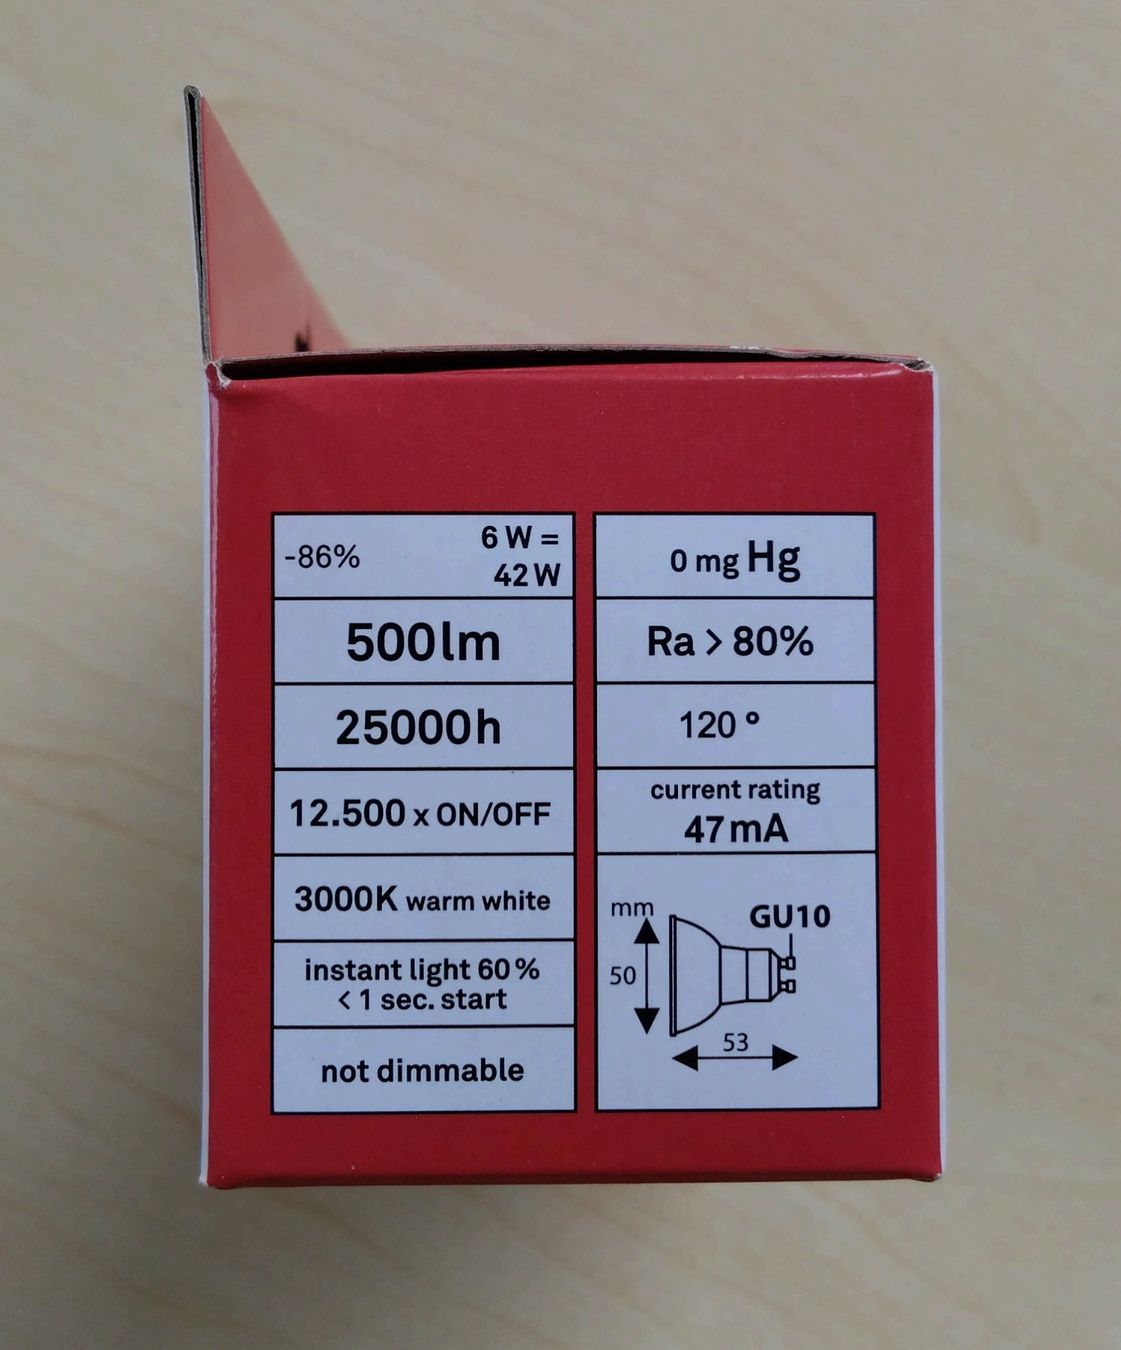 -86%
6 W =
42 W
500lm
25000h
12.500 x ON/OFF
3000K warm white
instant light 60 %
< 1 sec. start
not dimmable
0 mg Hg
Ra > 80%
120 °
current rating
47 mA
mm
GU10
50
53